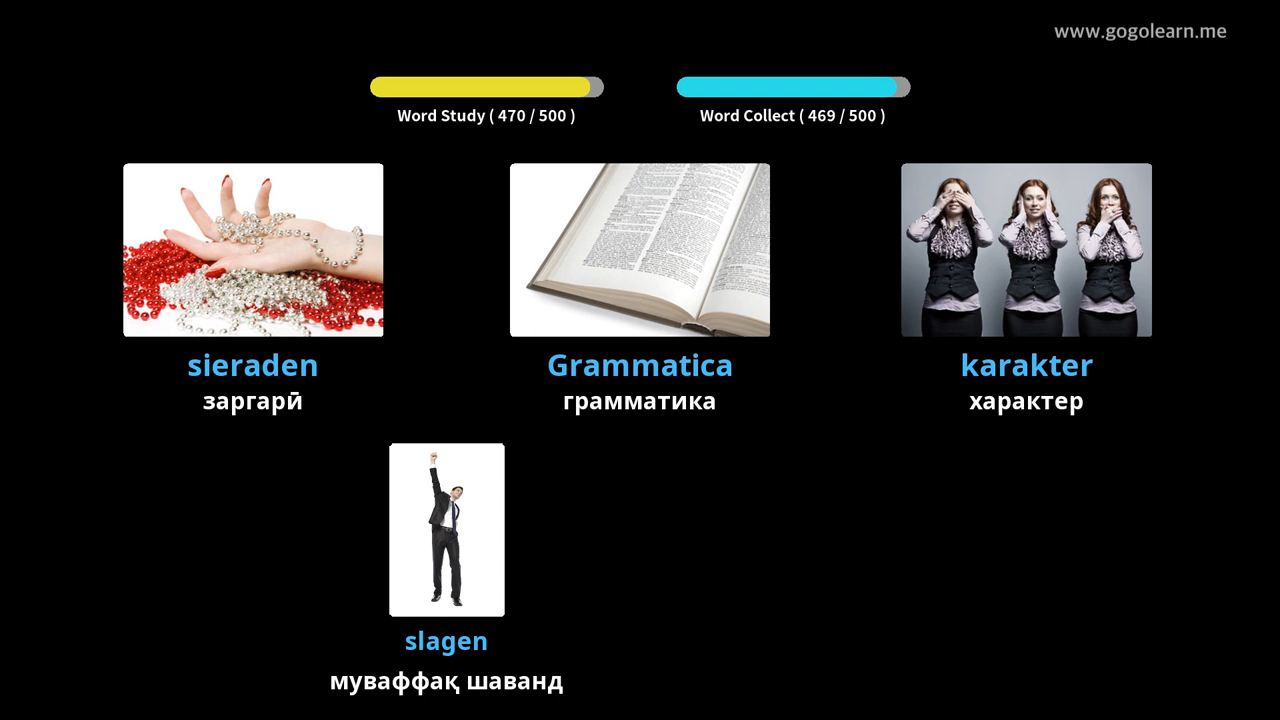 www.gogolearn.me
Word Study ( 470 / 500 )
Word Collect ( 469 / 500 )
sieraden
заргарӣ
Grammatica
грамматика
karakter
характер
slagen
муваффақ шаванд